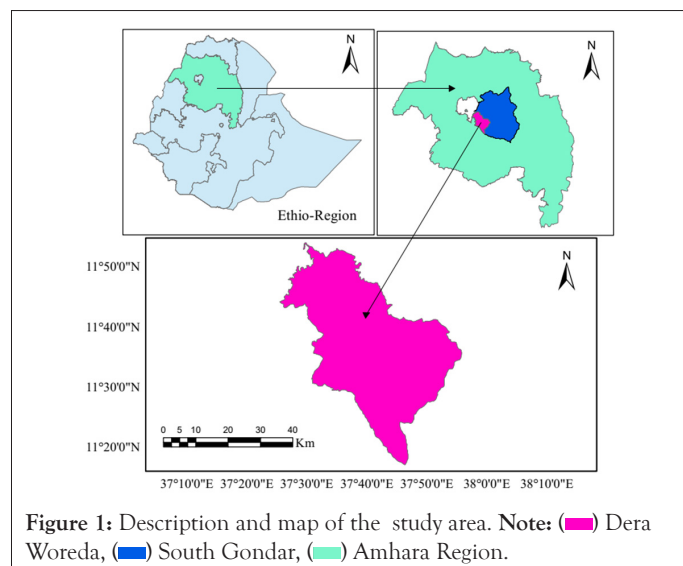 N
N
Ethio-Region
N
11°50'0"N
11°40'0"N
11°30'0"N
11°20'0"N
0 5 10 20 30 40
Km
37°10'0"E 37°20'0"E 37°30'0"E 37°40'0"E 37°50'0"E 38°0'0"E 38°10'0"E
Figure 1: Description and map of the study area. Note: ( ) Dera
Woreda, ( ) South Gondar, ( ) Amhara Region.